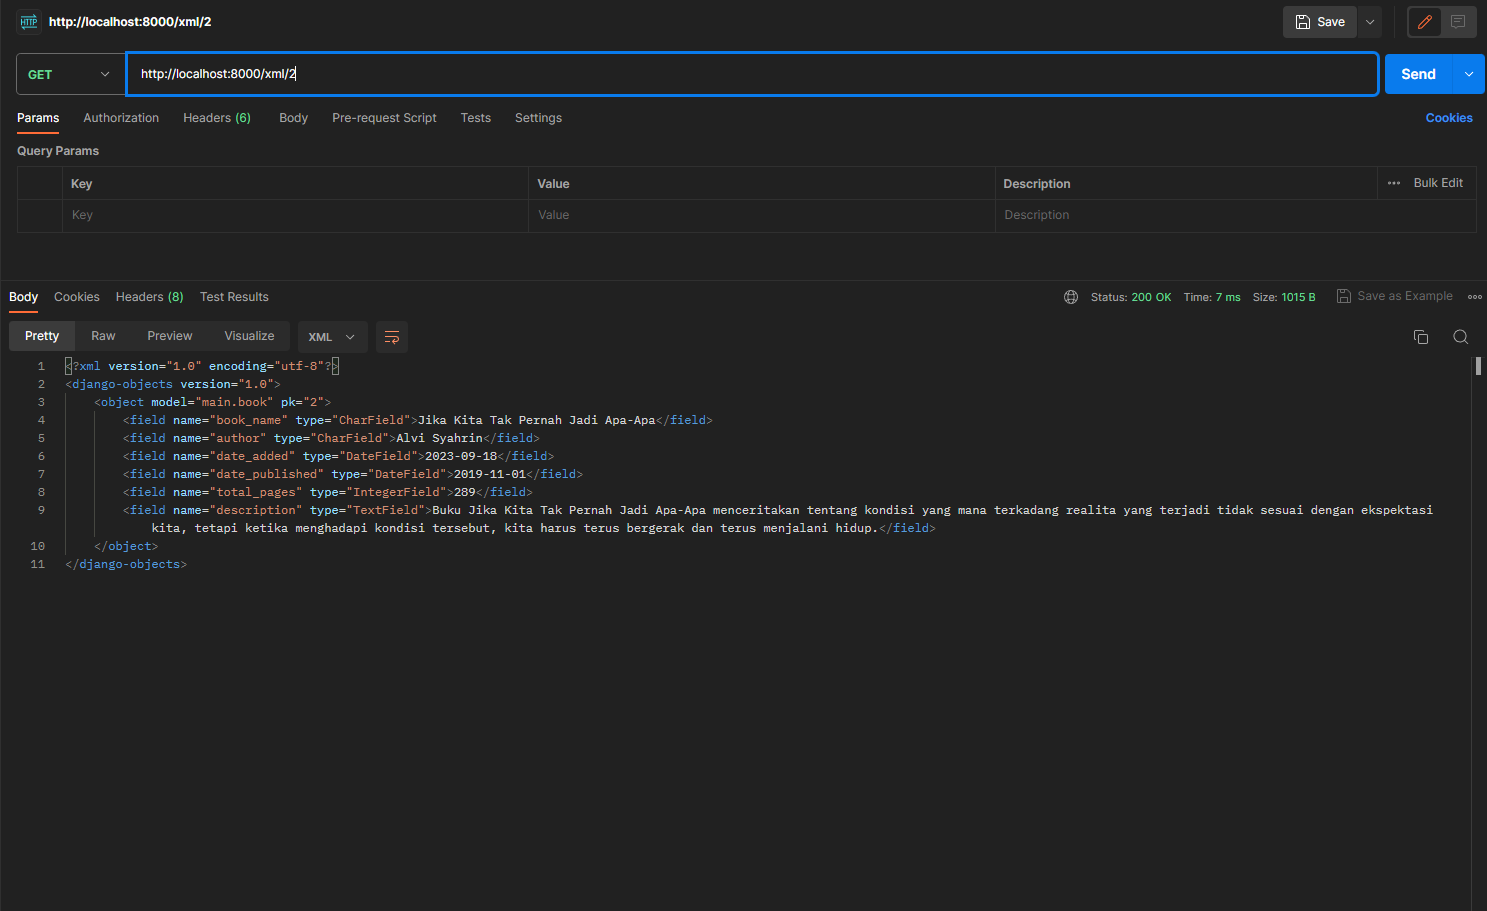 HTTP http://localhost:8000/xml/2 Save
GET http://localhost:8000/xml/2 Send
Params Authorization Headers (6) Body Pre-request Script Tests Settings Cookies
Query Params
Key Value Description ••• Bulk Edit
Key Value Description
Body Cookies Headers (8) Test Results Status: 200 OK Time: 7 ms Size: 1015 B Save as Example
Pretty Raw Preview Visualize XML
1 <?xml version="1.0" encoding="utf-8"?>
2 <django-objects version="1.0">
3 <object model="main.book" pk="2">
4 <field name="book_name" type="CharField">Jika Kita Tak Pernah Jadi Apa-Apa</field>
5 <field name="author" type="CharField">Alvi Syahrin</field>
6 <field name="date_added" type="DateField">2023-09-18</field>
7 <field name="date_published" type="DateField">2019-11-01</field>
8 <field name="total_pages" type="IntegerField">289</field>
9 <field name="description" type="TextField">Buku Jika Kita Tak Pernah Jadi Apa-Apa menceritakan tentang kondisi yang mana terkadang realita yang terjadi tidak sesuai dengan ekspektasi
kita, tetapi ketika menghadapi kondisi tersebut, kita harus terus bergerak dan terus menjalani hidup.</field>
10 </object>
11 </django-objects>